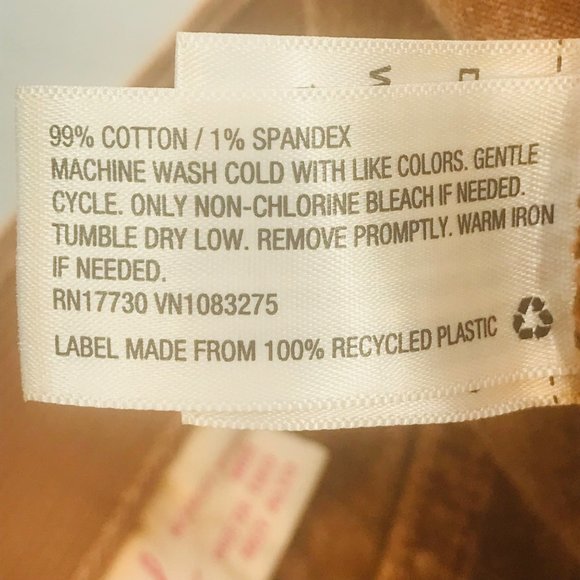 99% COTTON / 1% SPANDEX
MACHINE WASH COLD WITH LIKE COLORS. GENTLE
CYCLE. ONLY NON-CHLORINE BLEACH IF NEEDED.
TUMBLE DRY LOW. REMOVE PROMPTLY. WARM IRON
IF NEEDED.
RN17730 VN1083275
LABEL MADE FROM 100% RECYCLED PLASTIC